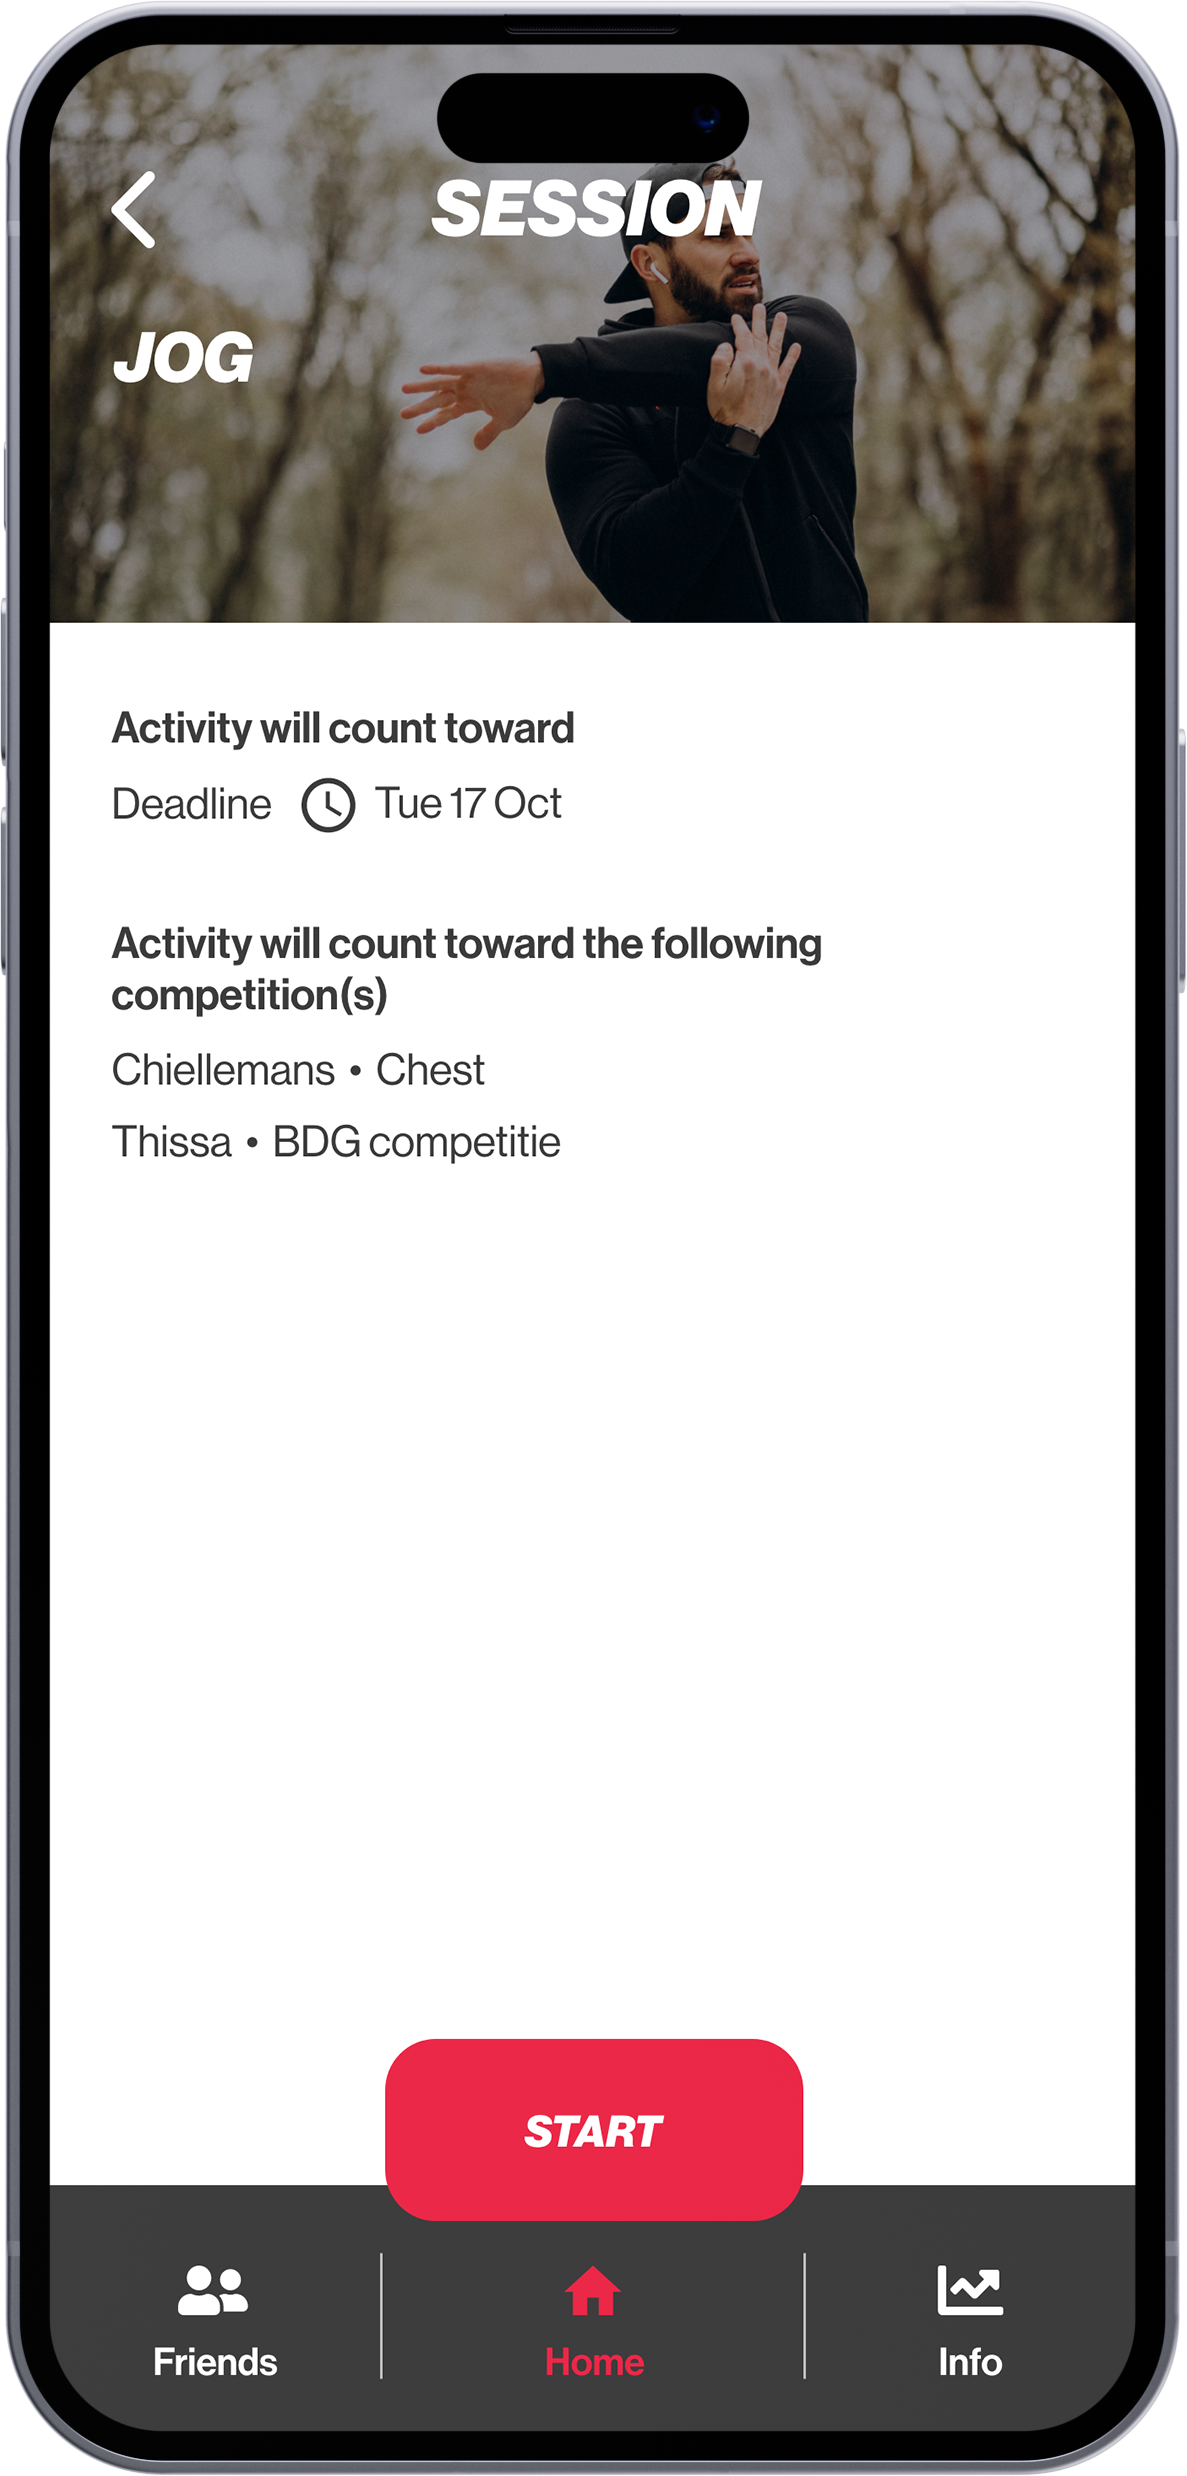 SESSION
JOG
Activity will count toward
Deadline Tue 17 Oct
Activity will count toward the following
competition(s)
Chiellemans • Chest
Thissa • BDG competitie
START
Friends Home Info